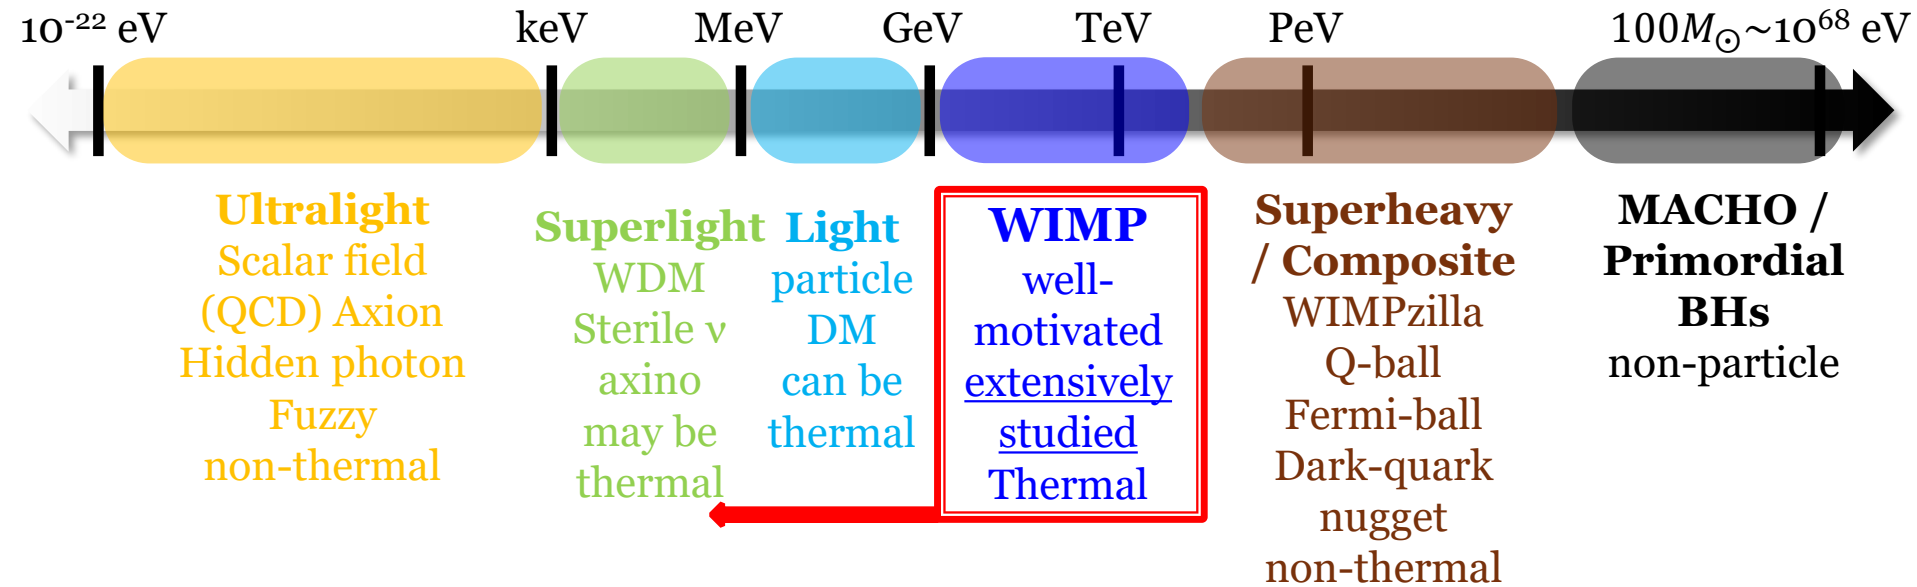 10⁻²² eV
keV
MeV
GeV
TeV
PeV
100M⊙~10⁶⁸ eV
Ultralight
Scalar field
(QCD) Axion
Hidden photon
Fuzzy
non-thermal
Superlight
WDM
Sterile ν
axino
may be
thermal
Light
particle
DM
can be
thermal
WIMP
well-
motivated
extensively
studied
Thermal
Superheavy
/ Composite
WIMPzilla
Q-ball
Fermi-ball
Dark-quark
nugget
non-thermal
MACHO /
Primordial
BHs
non-particle